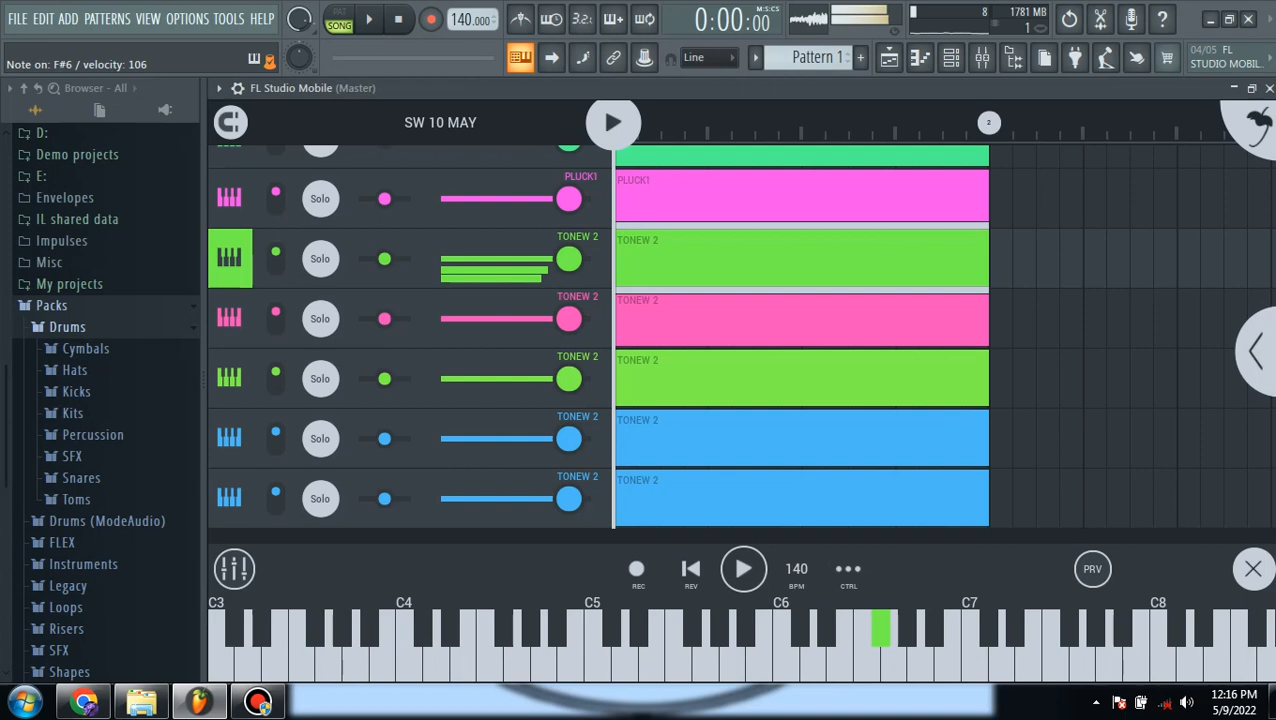 FILE EDIT ADD PATTERNS VIEW OPTIONS TOOLS HELP
PAT
SONG
140.000
3.2.
0:00:00
M:S:CS
8
1781 MB
1
Note on: F#6 / velocity: 106
Line
Pattern 1
04/05 FL
STUDIO MOBIL..
Browser - All
FL Studio Mobile (Master)
D:
Demo projects
E:
Envelopes
IL shared data
Impulses
Misc
My projects
Packs
Drums
Cymbals
Hats
Kicks
Kits
Percussion
SFX
Snares
Toms
Drums (ModeAudio)
FLEX
Instruments
Legacy
Loops
Risers
SFX
Shapes
SW 10 MAY
2
Solo
PLUCK1
PLUCK1
Solo
TONEW 2
TONEW 2
Solo
TONEW 2
TONEW 2
Solo
TONEW 2
TONEW 2
Solo
TONEW 2
TONEW 2
Solo
TONEW 2
TONEW 2
REC
REV
140
BPM
CTRL
PRV
C3
C4
C5
C6
C7
C8
12:16 PM
5/9/2022